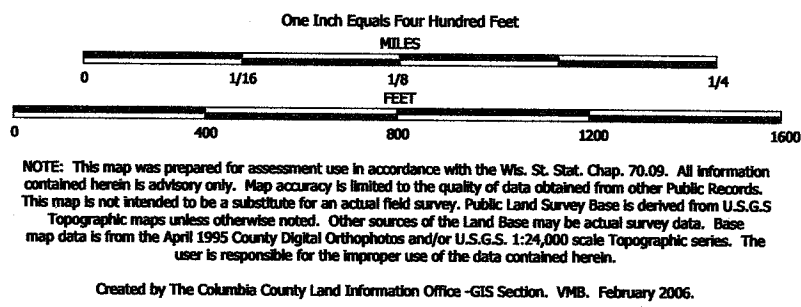 One Inch Equals Four Hundred Feet
MILES
0 1/16 1/8 1/4
FEET
0 400 800 1200 1600
NOTE: This map was prepared for assessment use in accordance with the Wis. St. Stat. Chap. 70.09. All information
contained herein is advisory only. Map accuracy is limited to the quality of data obtained from other Public Records.
This map is not intended to be a substitute for an actual field survey. Public Land Survey Base is derived from U.S.G.S
Topographic maps unless otherwise noted. Other sources of the Land Base may be actual survey data. Base
map data is from the April 1995 County Digital Orthophotos and/or U.S.G.S. 1:24,000 scale Topographic series. The
user is responsible for the improper use of the data contained herein.
Created by The Columbia County Land Information Office -GIS Section. VMB. February 2006.